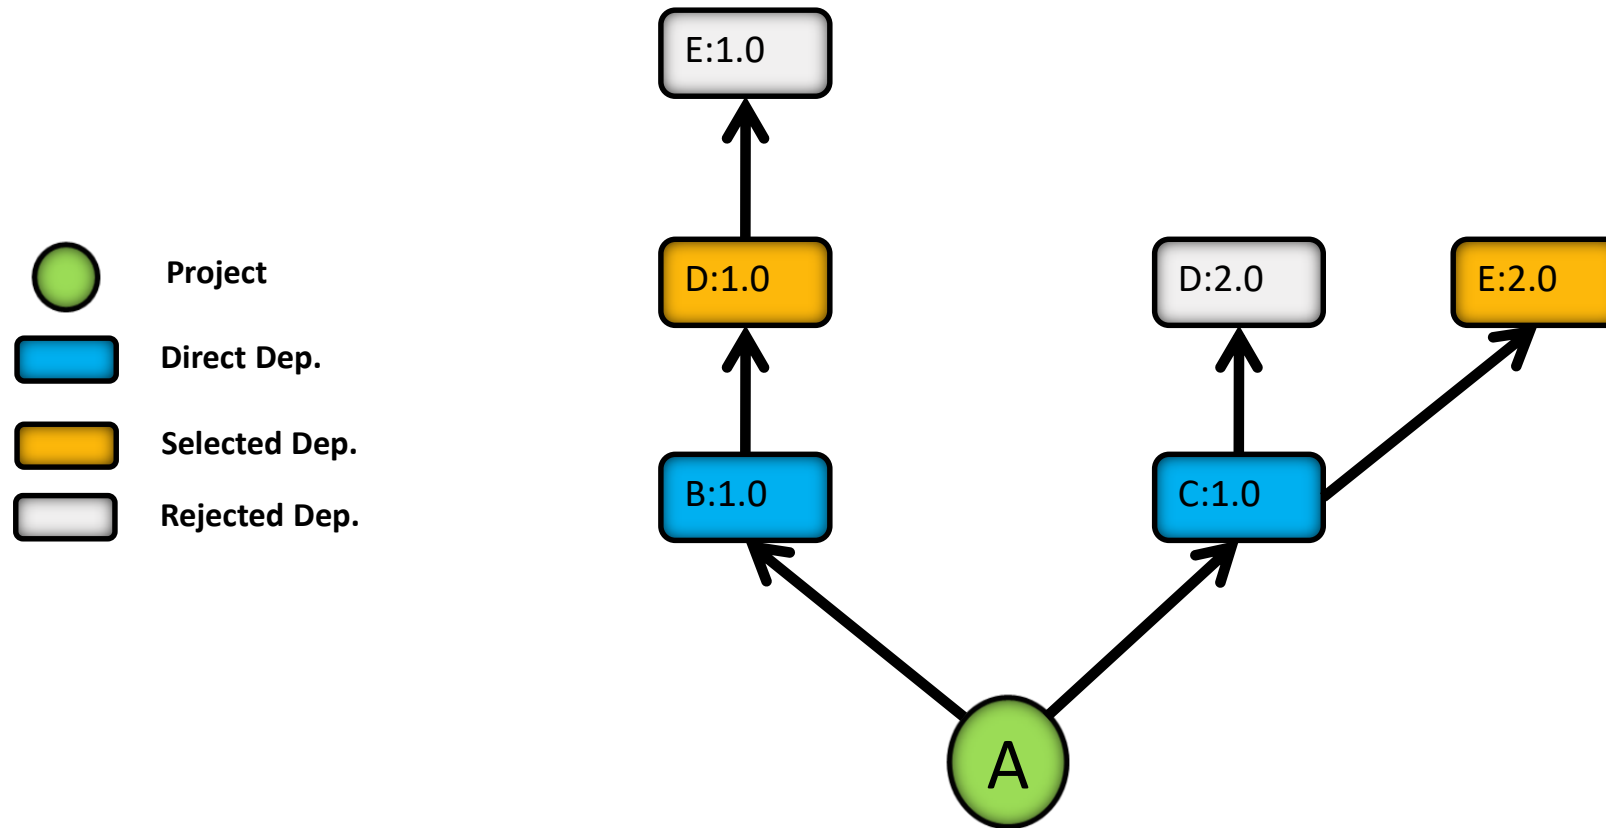 E:1.0
D:1.0
D:2.0
E:2.0
Project
Direct Dep.
Selected Dep.
Rejected Dep.
B:1.0
C:1.0
A